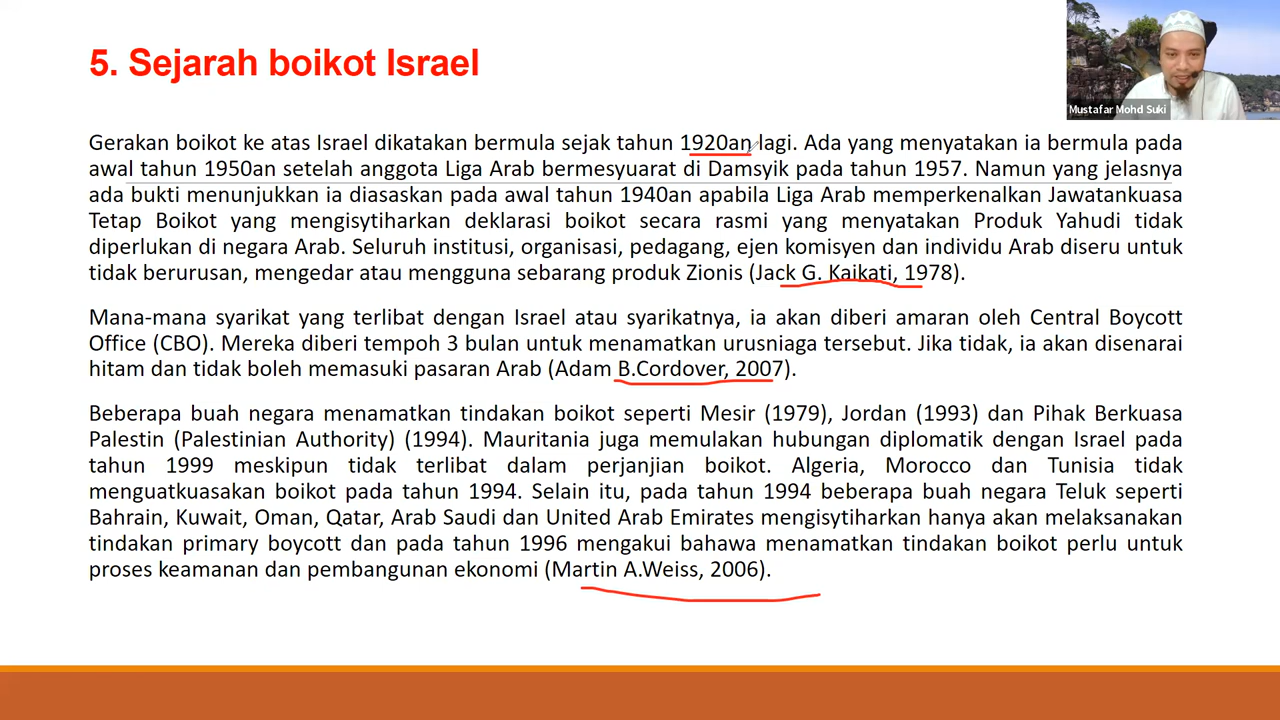 5. Sejarah boikot Israel
Mustafar Mohd Suki
Gerakan boikot ke atas Israel dikatakan bermula sejak tahun 1920an lagi. Ada yang menyatakan ia bermula pada
awal tahun 1950an setelah anggota Liga Arab bermesyuarat di Damsyik pada tahun 1957. Namun yang jelasnya
ada bukti menunjukkan ia diasaskan pada awal tahun 1940an apabila Liga Arab memperkenalkan Jawatankuasa
Tetap Boikot yang mengisytiharkan deklarasi boikot secara rasmi yang menyatakan Produk Yahudi tidak
diperlukan di negara Arab. Seluruh institusi, organisasi, pedagang, ejen komisyen dan individu Arab diseru untuk
tidak berurusan, mengedar atau mengguna sebarang produk Zionis (Jack G. Kaikati, 1978).
Mana-mana syarikat yang terlibat dengan Israel atau syarikatnya, ia akan diberi amaran oleh Central Boycott
Office (CBO). Mereka diberi tempoh 3 bulan untuk menamatkan urusniaga tersebut. Jika tidak, ia akan disenarai
hitam dan tidak boleh memasuki pasaran Arab (Adam B.Cordover, 2007).
Beberapa buah negara menamatkan tindakan boikot seperti Mesir (1979), Jordan (1993) dan Pihak Berkuasa
Palestin (Palestinian Authority) (1994). Mauritania juga memulakan hubungan diplomatik dengan Israel pada
tahun 1999 meskipun tidak terlibat dalam perjanjian boikot. Algeria, Morocco dan Tunisia tidak
menguatkuasakan boikot pada tahun 1994. Selain itu, pada tahun 1994 beberapa buah negara Teluk seperti
Bahrain, Kuwait, Oman, Qatar, Arab Saudi dan United Arab Emirates mengisytiharkan hanya akan melaksanakan
tindakan primary boycott dan pada tahun 1996 mengakui bahawa menamatkan tindakan boikot perlu untuk
proses keamanan dan pembangunan ekonomi (Martin A.Weiss, 2006).